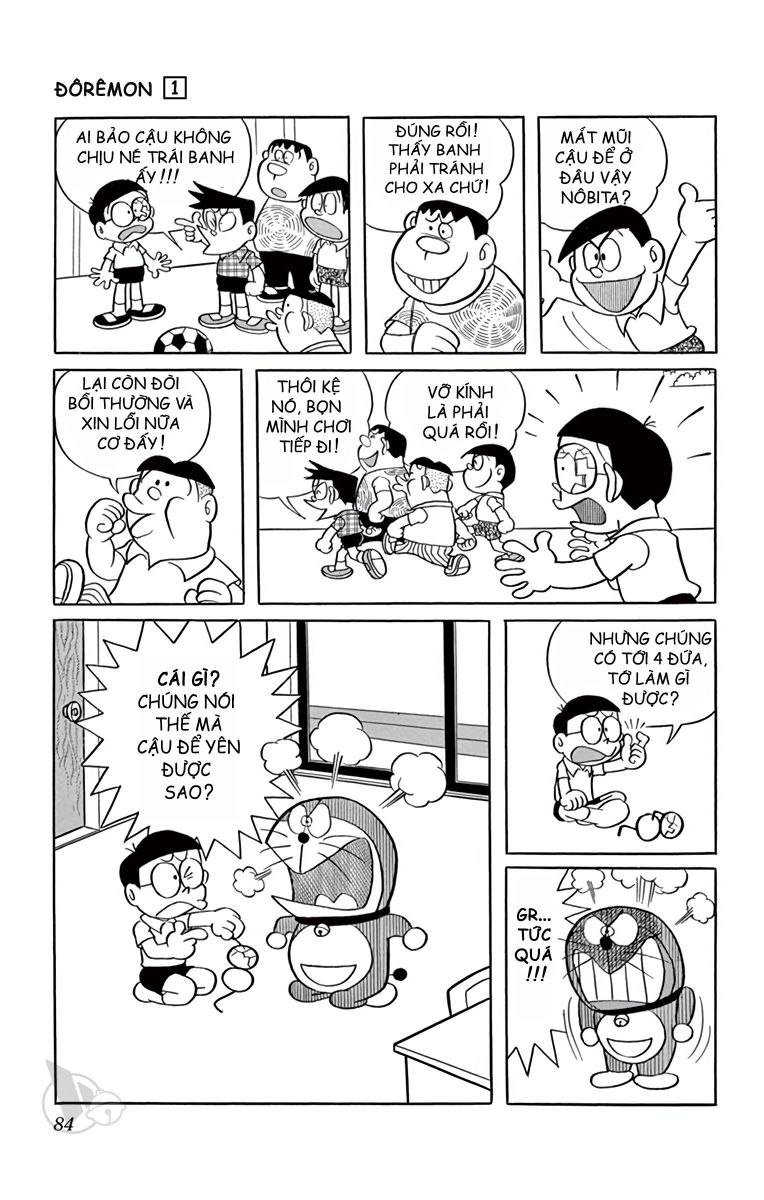 ĐÔRÊMON 1
AI BẢO CẬU KHÔNG
CHỊU NÉ TRÁI BANH
ẤY!!!
ĐÚNG RỒI!
THẤY BANH
PHẢI TRÁNH
CHO XA CHỨ!
MẮT MŨI
CẬU ĐỂ Ở
ĐÂU VẬY
NÔBITA?
LẠI CÒN ĐÒI
BỒI THƯỜNG VÀ
XIN LỖI NỮA
CƠ ĐẤY!
THÔI KỆ
NÓ, BỌN
MÌNH CHƠI
TIẾP ĐI!
VỠ KÍNH
LÀ PHẢI
QUÁ RỒI!
CÁI GÌ?
CHÚNG NÓI
THẾ MÀ
CẬU ĐỂ YÊN
ĐƯỢC
SAO?
NHƯNG CHÚNG
CÓ TỚI 4 ĐỨA,
TỚ LÀM GÌ
ĐƯỢC?
GR...
TỨC
QUÁ
!!!
84